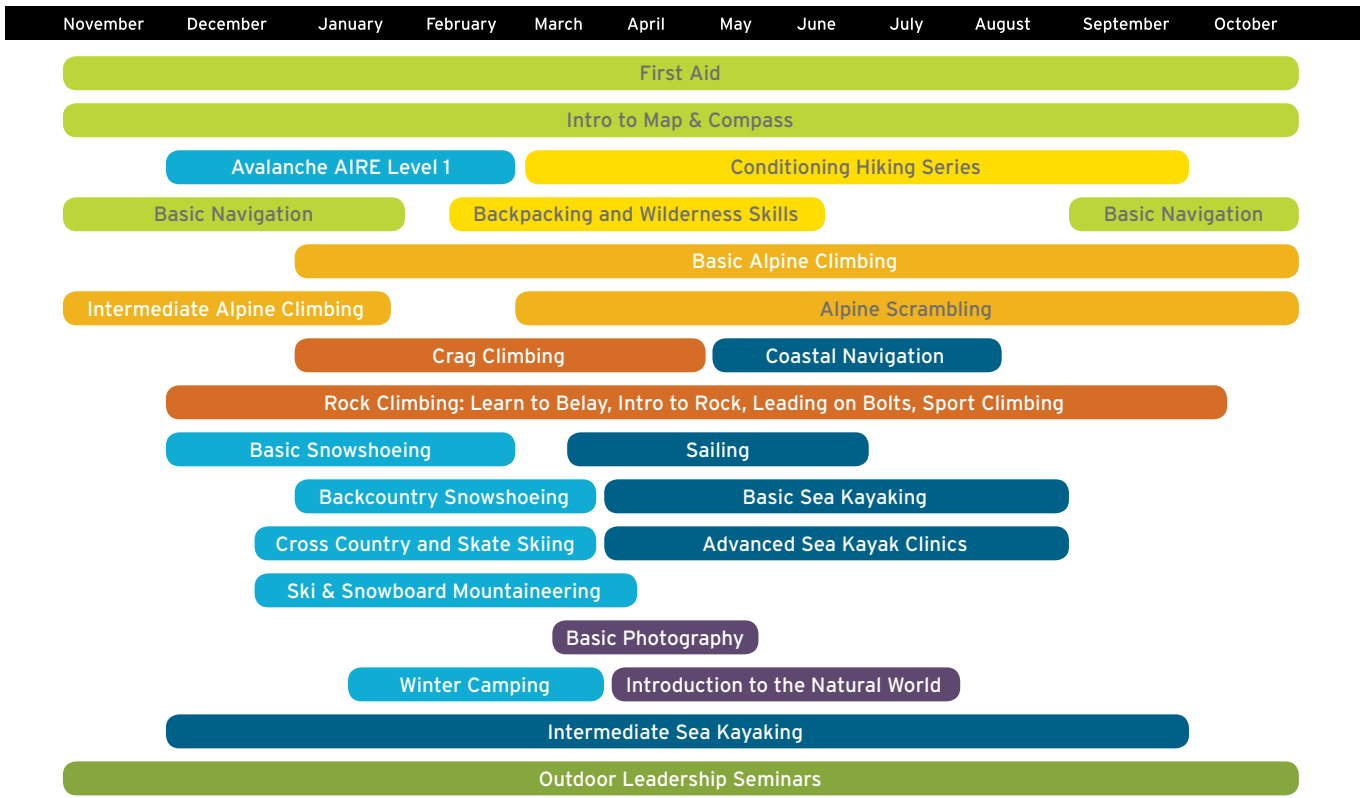 November December January February March April May June July August September October
First Aid
Intro to Map & Compass
Avalanche AIRE Level 1 Conditioning Hiking Series
Basic Navigation Backpacking and Wilderness Skills Basic Navigation
Basic Alpine Climbing
Intermediate Alpine Climbing Alpine Scrambling
Crag Climbing Coastal Navigation
Rock Climbing: Learn to Belay, Intro to Rock, Leading on Bolts, Sport Climbing
Basic Snowshoeing Sailing
Backcountry Snowshoeing Basic Sea Kayaking
Cross Country and Skate Skiing Advanced Sea Kayak Clinics
Ski & Snowboard Mountaineering
Basic Photography
Winter Camping Introduction to the Natural World
Intermediate Sea Kayaking
Outdoor Leadership Seminars